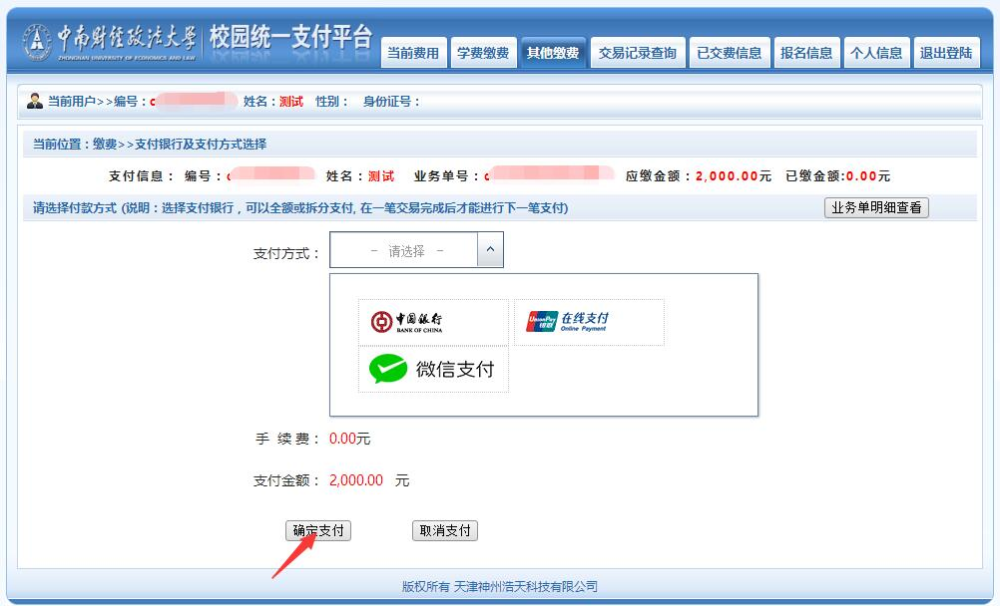 中南财经政法大学 校园统一支付平台
ZHONGNAN UNIVERSITY OF ECONOMICS AND LAW
当前费用 学费缴费 其他缴费 交易记录查询 已交费信息 报名信息 个人信息 退出登陆
当前用户>>编号： 姓名：测试 性别： 身份证号：
当前位置：缴费>>支付银行及支付方式选择
支付信息： 编号： 姓名：测试 业务单号： 应缴金额：2,000.00元 已缴金额:0.00元
请选择付款方式 (说明：选择支付银行，可以全额或拆分支付, 在一笔交易完成后才能进行下一笔支付) 业务单明细查看
支付方式： － 请选择 －
中国银行 UnionPay 银联 在线支付
BANK OF CHINA Online Payment
微信支付
手 续 费： 0.00元
支付金额： 2,000.00 元
确定支付 取消支付
版权所有 天津神州浩天科技有限公司